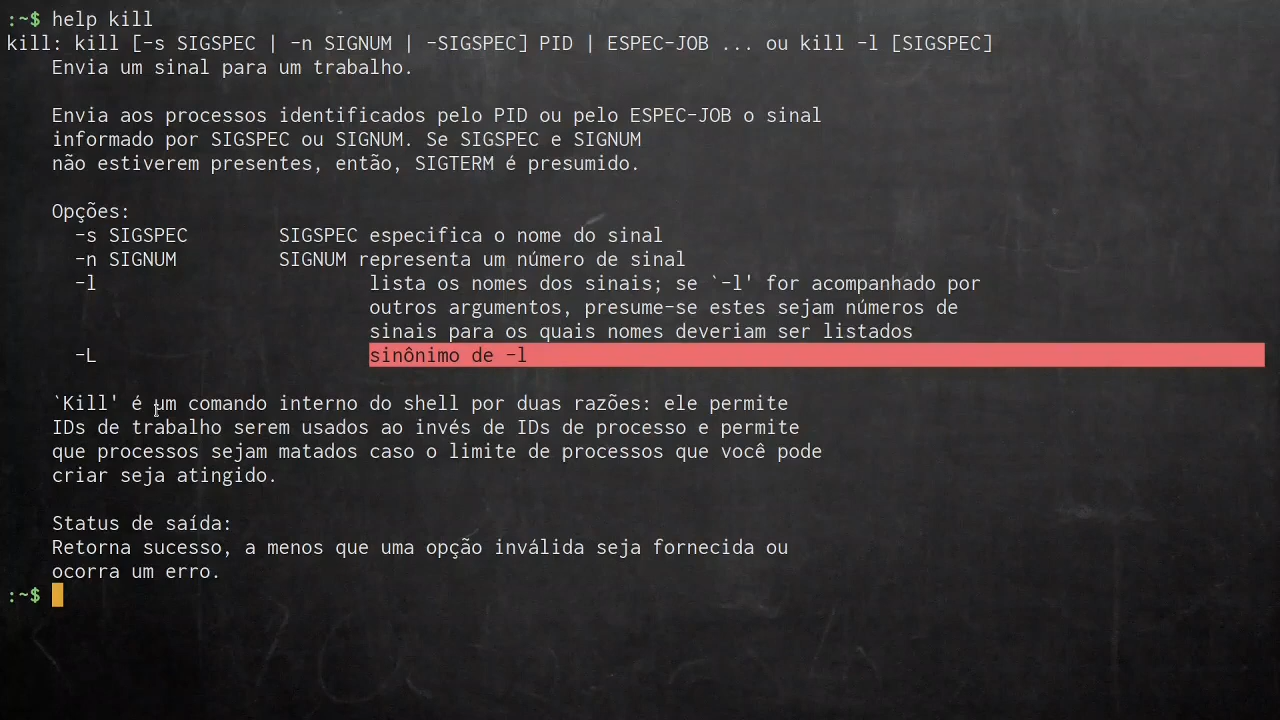 :~$ help kill
kill: kill [-s SIGSPEC | -n SIGNUM | -SIGSPEC] PID | ESPEC-JOB ... ou kill -l [SIGSPEC]
Envia um sinal para um trabalho.
Envia aos processos identificados pelo PID ou pelo ESPEC-JOB o sinal
informado por SIGSPEC ou SIGNUM. Se SIGSPEC e SIGNUM
não estiverem presentes, então, SIGTERM é presumido.
Opções:
-s SIGSPEC SIGSPEC especifica o nome do sinal
-n SIGNUM SIGNUM representa um número de sinal
-l lista os nomes dos sinais; se `-l' for acompanhado por
outros argumentos, presume-se estes sejam números de
sinais para os quais nomes deveriam ser listados
-L sinônimo de -l
`Kill' é um comando interno do shell por duas razões: ele permite
IDs de trabalho serem usados ao invés de IDs de processo e permite
que processos sejam matados caso o limite de processos que você pode
criar seja atingido.
Status de saída:
Retorna sucesso, a menos que uma opção inválida seja fornecida ou
ocorra um erro.
:~$